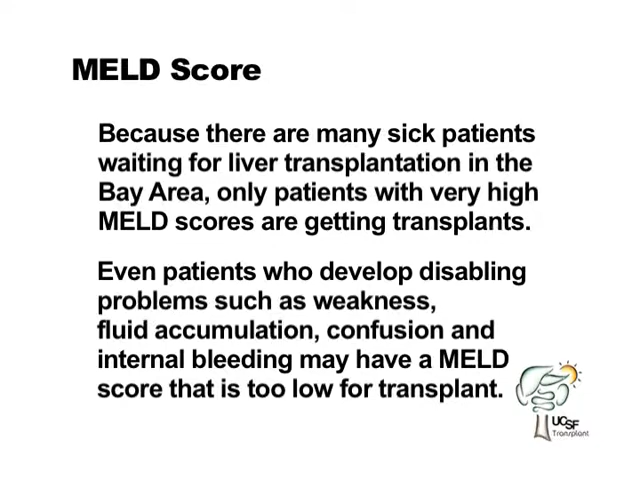 MELD Score
Because there are many sick patients
waiting for liver transplantation in the
Bay Area, only patients with very high
MELD scores are getting transplants.
Even patients who develop disabling
problems such as weakness,
fluid accumulation, confusion and
internal bleeding may have a MELD
score that is too low for transplant.
UCSF
Transplant